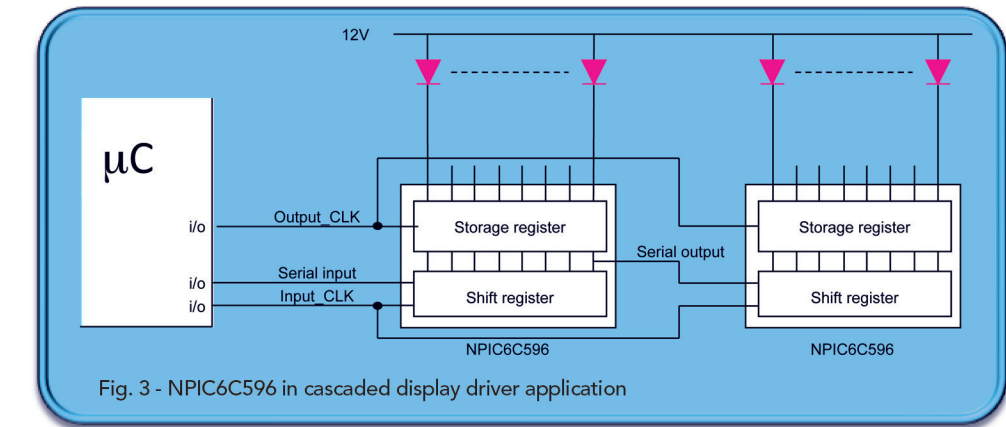 12V
μC
i/o
Output_CLK
Storage register
Storage register
Serial output
i/o
Serial input
i/o
Input_CLK
Shift register
Shift register
NPIC6C596
NPIC6C596
Fig. 3 - NPIC6C596 in cascaded display driver application